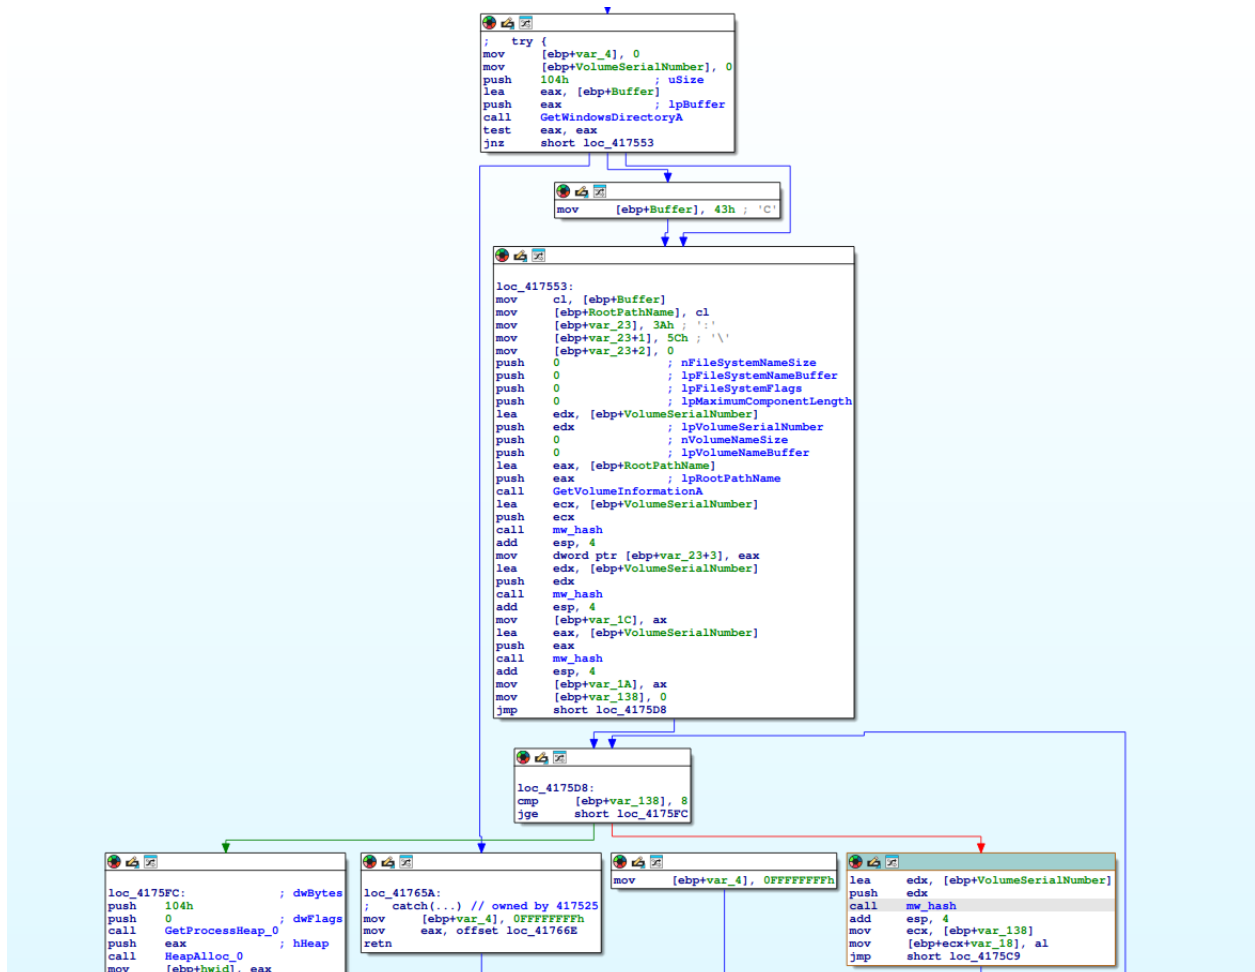 ; try {
mov [ebp+var_4], 0
mov [ebp+VolumeSerialNumber], 0
push 104h ; uSize
lea eax, [ebp+Buffer]
push eax ; lpBuffer
call GetWindowsDirectoryA
test eax, eax
jnz short loc_417553
mov [ebp+Buffer], 43h ; 'C'
loc_417553:
mov cl, [ebp+Buffer]
mov [ebp+RootPathName], cl
mov [ebp+var_23], 3Ah ; ':'
mov [ebp+var_23+1], 5Ch ; '\'
mov [ebp+var_23+2], 0
push 0 ; nFileSystemNameSize
push 0 ; lpFileSystemNameBuffer
push 0 ; lpFileSystemFlags
push 0 ; lpMaximumComponentLength
lea edx, [ebp+VolumeSerialNumber]
push edx ; lpVolumeSerialNumber
push 0 ; nVolumeNameSize
push 0 ; lpVolumeNameBuffer
lea eax, [ebp+RootPathName]
push eax ; lpRootPathName
call GetVolumeInformationA
lea ecx, [ebp+VolumeSerialNumber]
push ecx
call mw_hash
add esp, 4
mov dword ptr [ebp+var_23+3], eax
lea edx, [ebp+VolumeSerialNumber]
push edx
call mw_hash
add esp, 4
mov [ebp+var_1C], ax
lea eax, [ebp+VolumeSerialNumber]
push eax
call mw_hash
add esp, 4
mov [ebp+var_1A], ax
mov [ebp+var_138], 0
jmp short loc_4175D8
loc_4175D8:
cmp [ebp+var_138], 8
jge short loc_4175FC
loc_4175FC: ; dwBytes
push 104h
push 0 ; dwFlags
call GetProcessHeap_0
push eax ; hHeap
call HeapAlloc_0
mov [ebp+hwid], eax
loc_41765A:
; catch(...) // owned by 417525
mov [ebp+var_4], 0FFFFFFFFh
mov eax, offset loc_41766E
retn
mov [ebp+var_4], 0FFFFFFFFh
lea edx, [ebp+VolumeSerialNumber]
push edx
call mw_hash
add esp, 4
mov ecx, [ebp+var_138]
mov [ebp+ecx+var_18], al
jmp short loc_4175C9